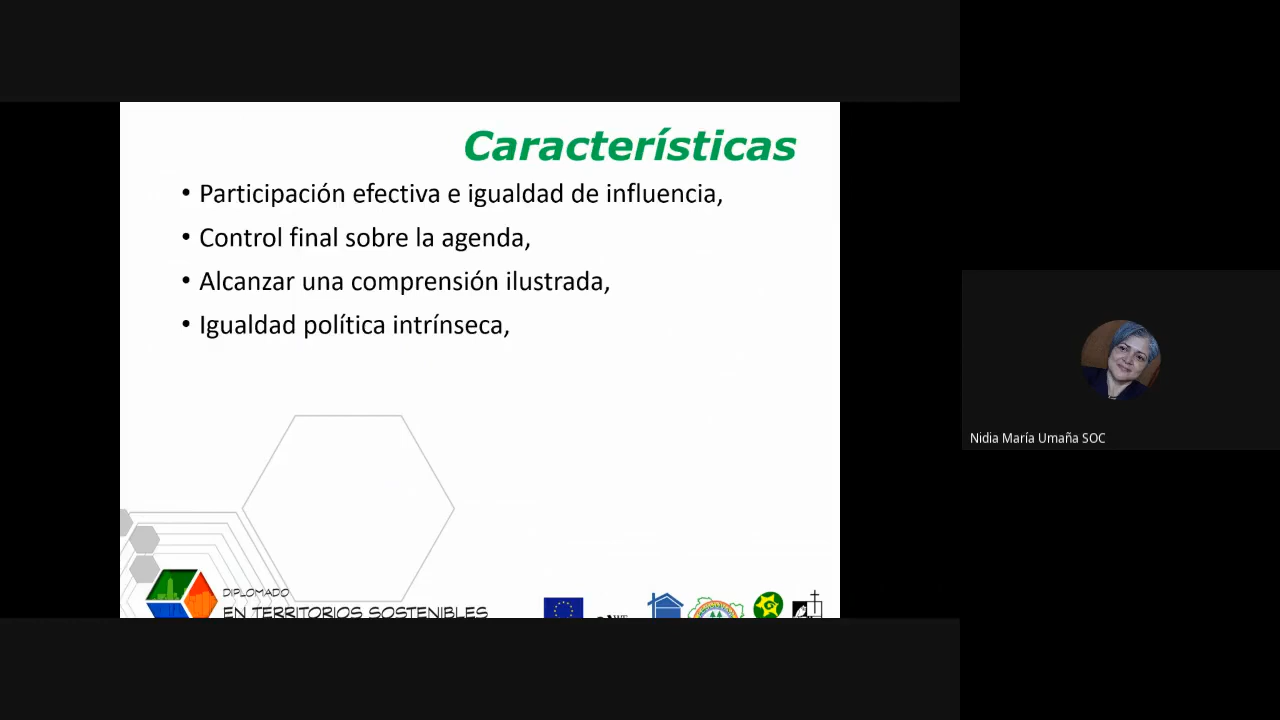 Características
• Participación efectiva e igualdad de influencia,
• Control final sobre la agenda,
• Alcanzar una comprensión ilustrada,
• Igualdad política intrínseca,
DIPLOMADO
EN TERRITORIOS SOSTENIBLES
Nidia María Umaña SOC